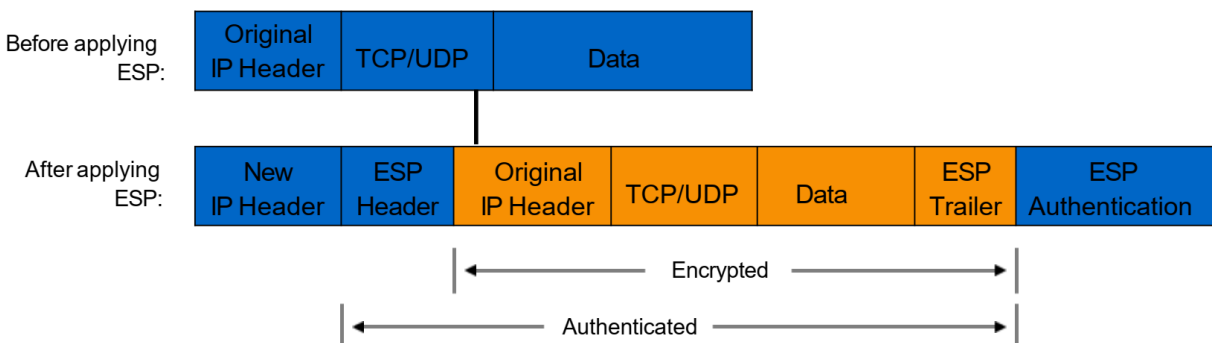 Before applying
ESP:
Original
IP Header
TCP/UDP
Data
After applying
ESP:
New
IP Header
ESP
Header
Original
IP Header
TCP/UDP
Data
ESP
Trailer
ESP
Authentication
Encrypted
Authenticated